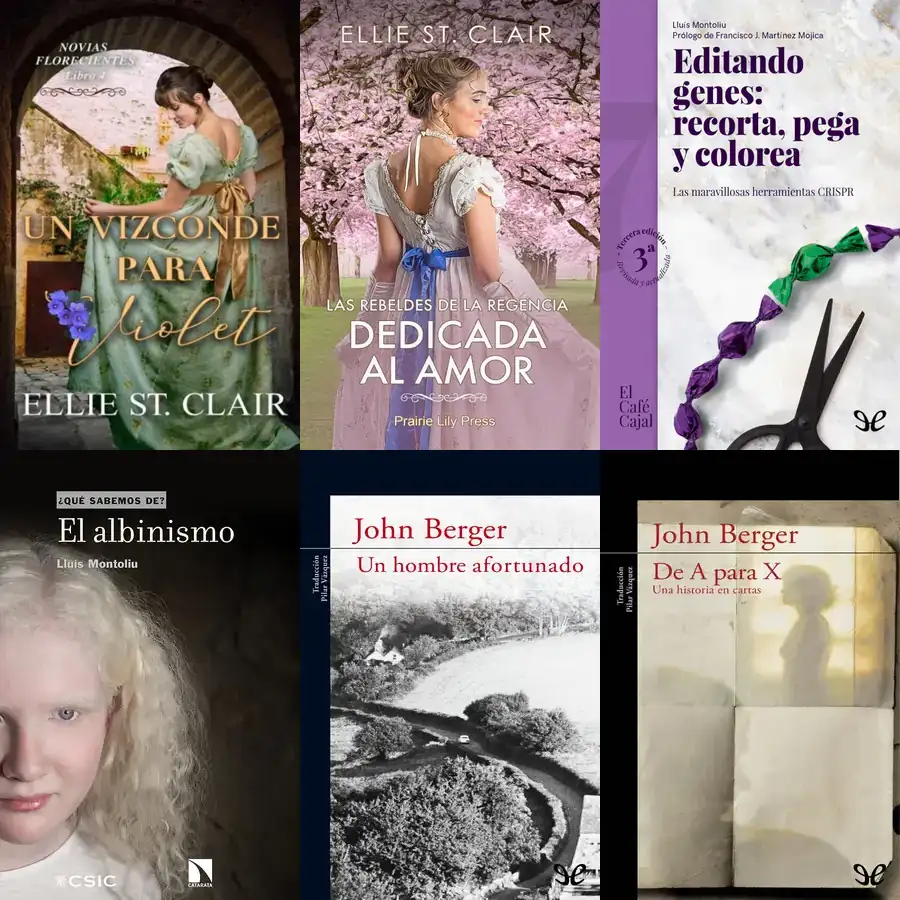 NOVIAS
FLORECIENTES
Libro 4
UN VIZCONDE
PARA
Violet
ELLIE ST. CLAIR
ELLIE ST. CLAIR
LAS REBELDES DE LA REGENCIA
DEDICADA
AL AMOR
Prairie Lily Press
Lluís Montoliu
Prólogo de Francisco J. Martínez Mojica
Editando
genes:
recorta, pega
y colorea
Las maravillosas herramientas CRISPR
Tercera edición
3ª
Revisada y actualizada
El
Café
Cajal
¿QUÉ SABEMOS DE?
El albinismo
Lluís Montoliu
CSIC
CATARATA
John Berger
Un hombre afortunado
Traducción
Pilar Vázquez
John Berger
De A para X
Una historia en cartas
Traducción
Pilar Vázquez